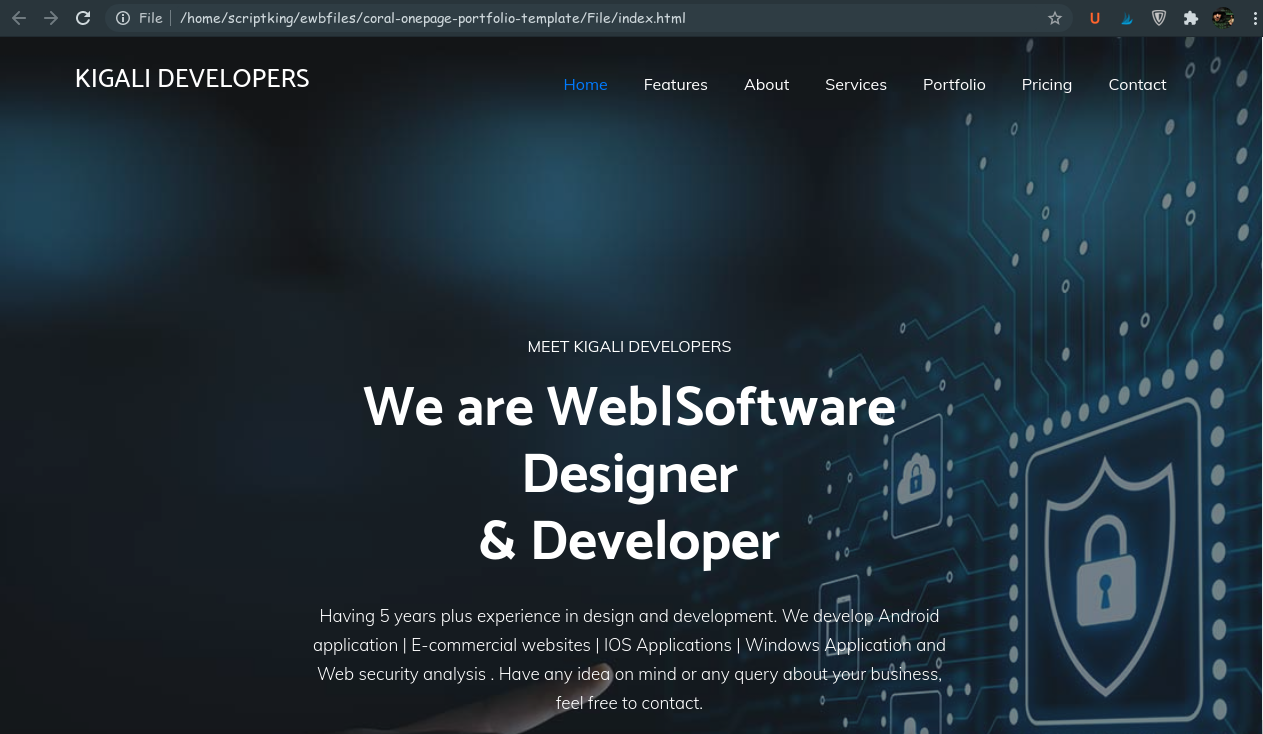 File /home/scriptking/ewbfiles/coral-onepage-portfolio-template/File/index.html
U
KIGALI DEVELOPERS
Home Features About Services Portfolio Pricing Contact
MEET KIGALI DEVELOPERS
We are Web|Software
Designer
& Developer
Having 5 years plus experience in design and development. We develop Android
application | E-commercial websites | IOS Applications | Windows Application and
Web security analysis . Have any idea on mind or any query about your business,
feel free to contact.